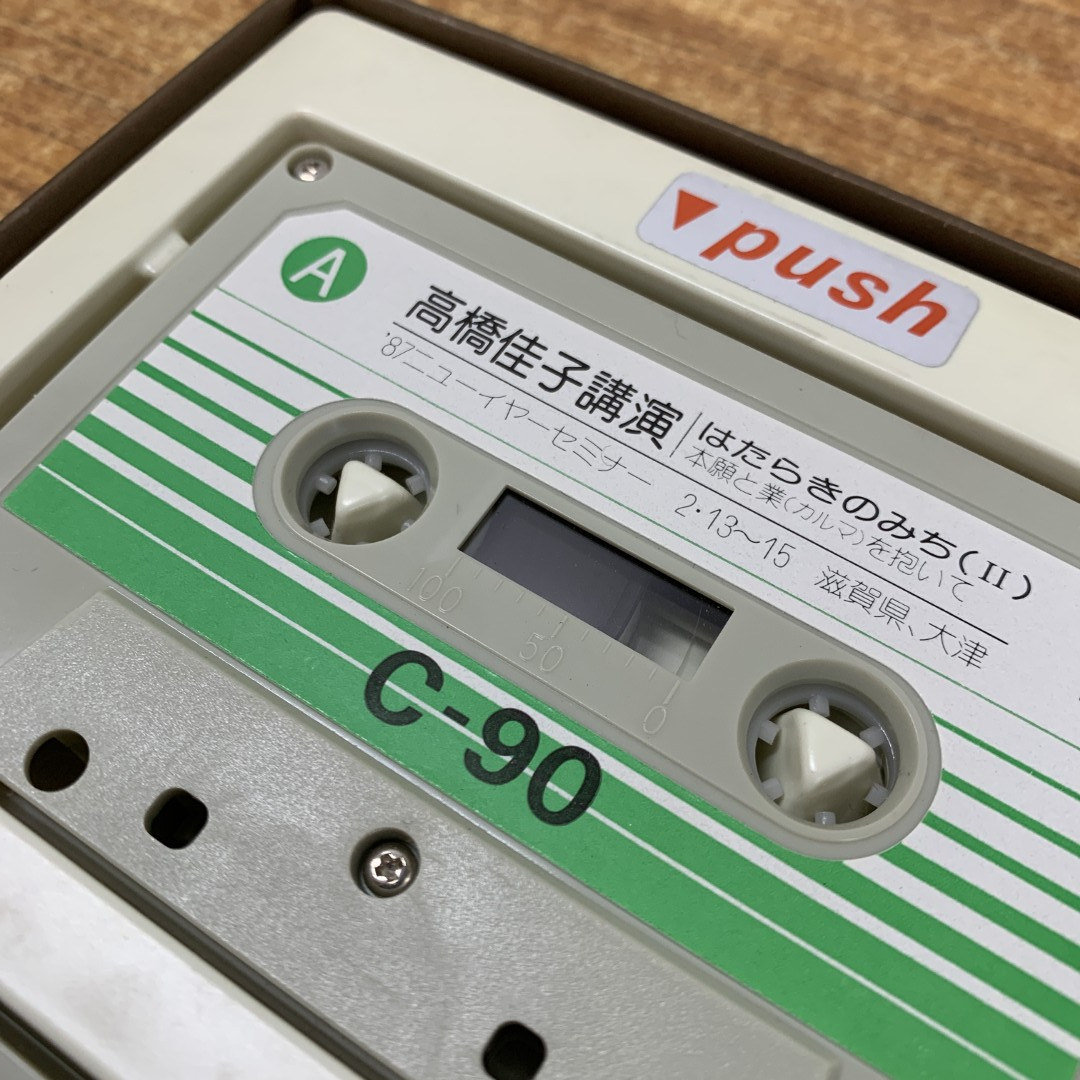 push
A
高橋佳子講演
はたらきのみち(II)
本願と業(カルマ)を抱いて
'87ニューイヤーセミナー 2・13〜15 滋賀県、大津
100 50 0
C-90